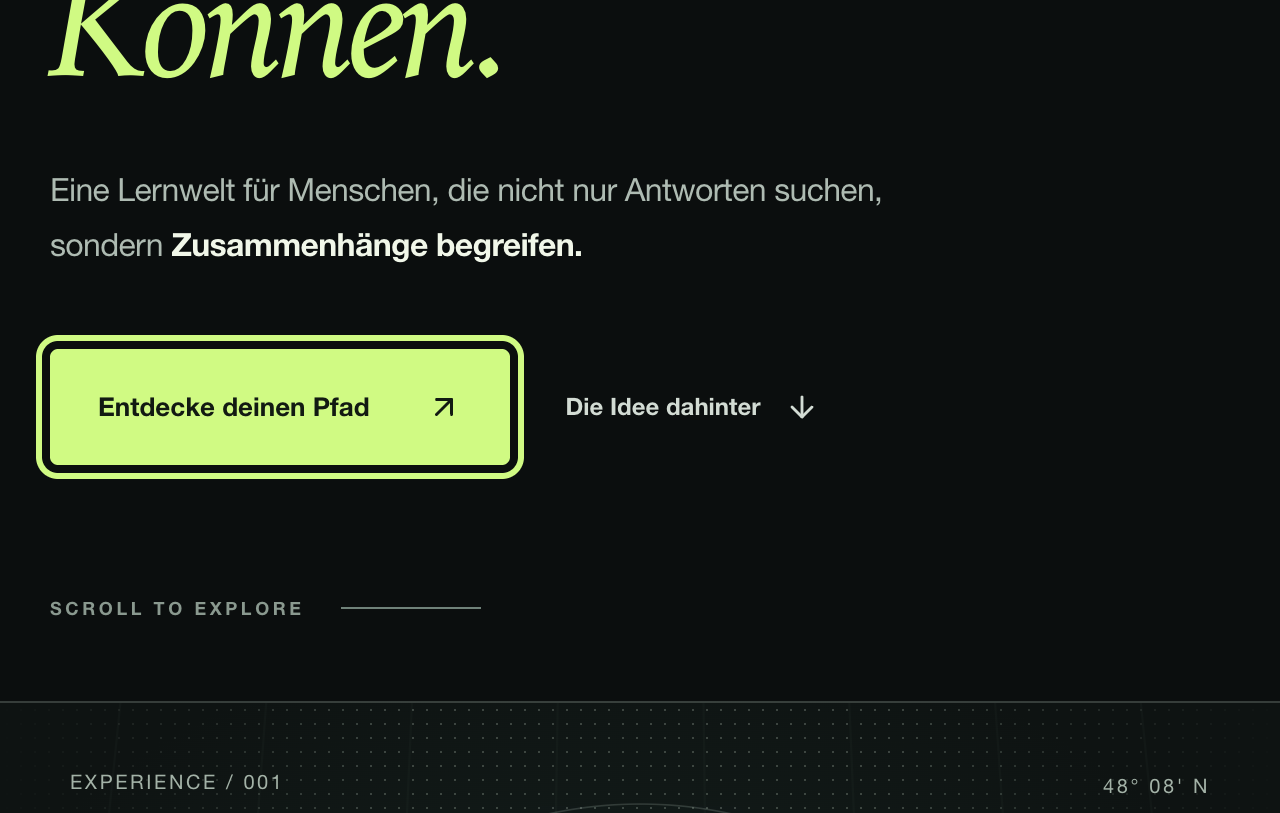 Können.
Eine Lernwelt für Menschen, die nicht nur Antworten suchen,
sondern Zusammenhänge begreifen.
Entdecke deinen Pfad
Die Idee dahinter
SCROLL TO EXPLORE
EXPERIENCE / 001
48° 08' N